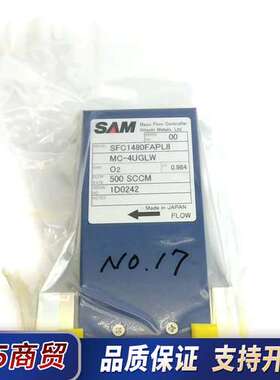 SAM
Mass Flow Controller
Hitachi Metals, Ltd.
00
SFC1480FAPL8
MC-4UGLW
O2
0.984
500 SCCM
1D0242
Made in JAPAN
FLOW
NO.17
5商贸
品质保证 支持开